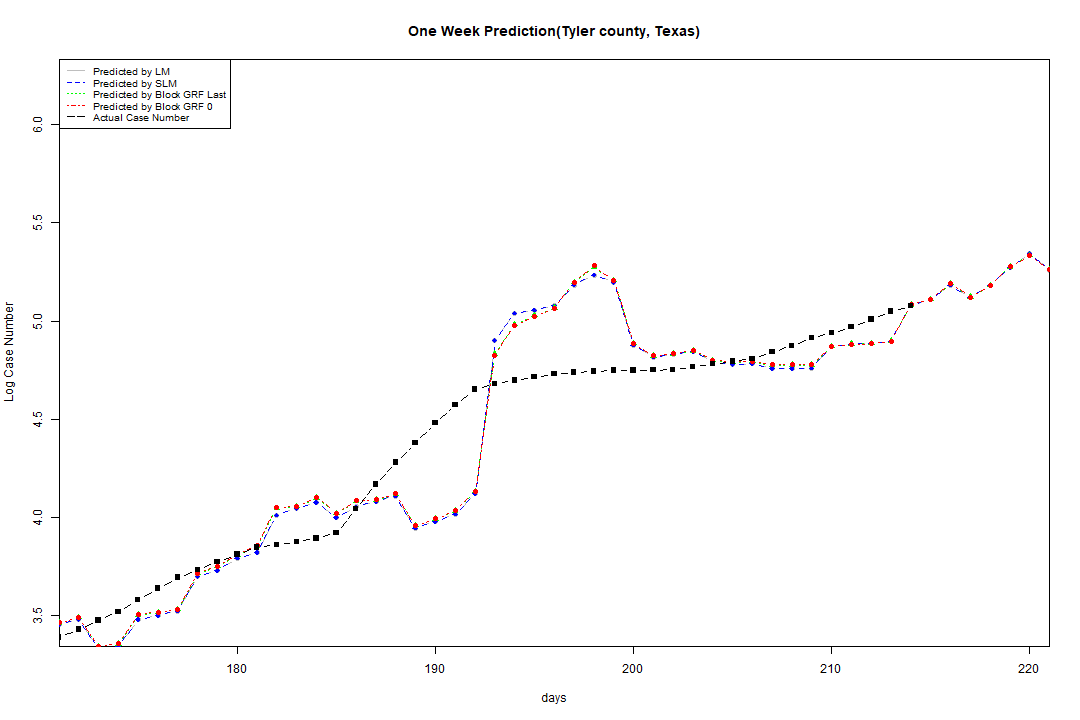 One Week Prediction(Tyler county, Texas)
Predicted by LM
Predicted by SLM
Predicted by Block GRF Last
Predicted by Block GRF 0
Actual Case Number
6.0
5.5
5.0
4.5
4.0
3.5
Log Case Number
180 190 200 210 220
days